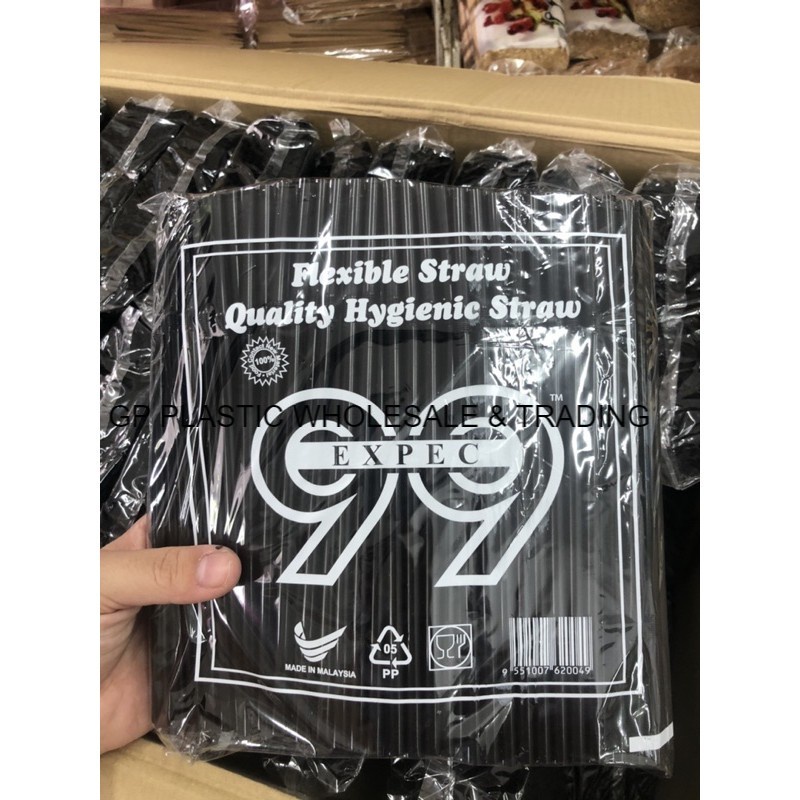 Flexible Straw
Quality Hygienic Straw
100%
TM
GP PLASTIC WHOLESALE & TRADING
99
EXPEC
MADE IN MALAYSIA
05
PP
9 551007 620049